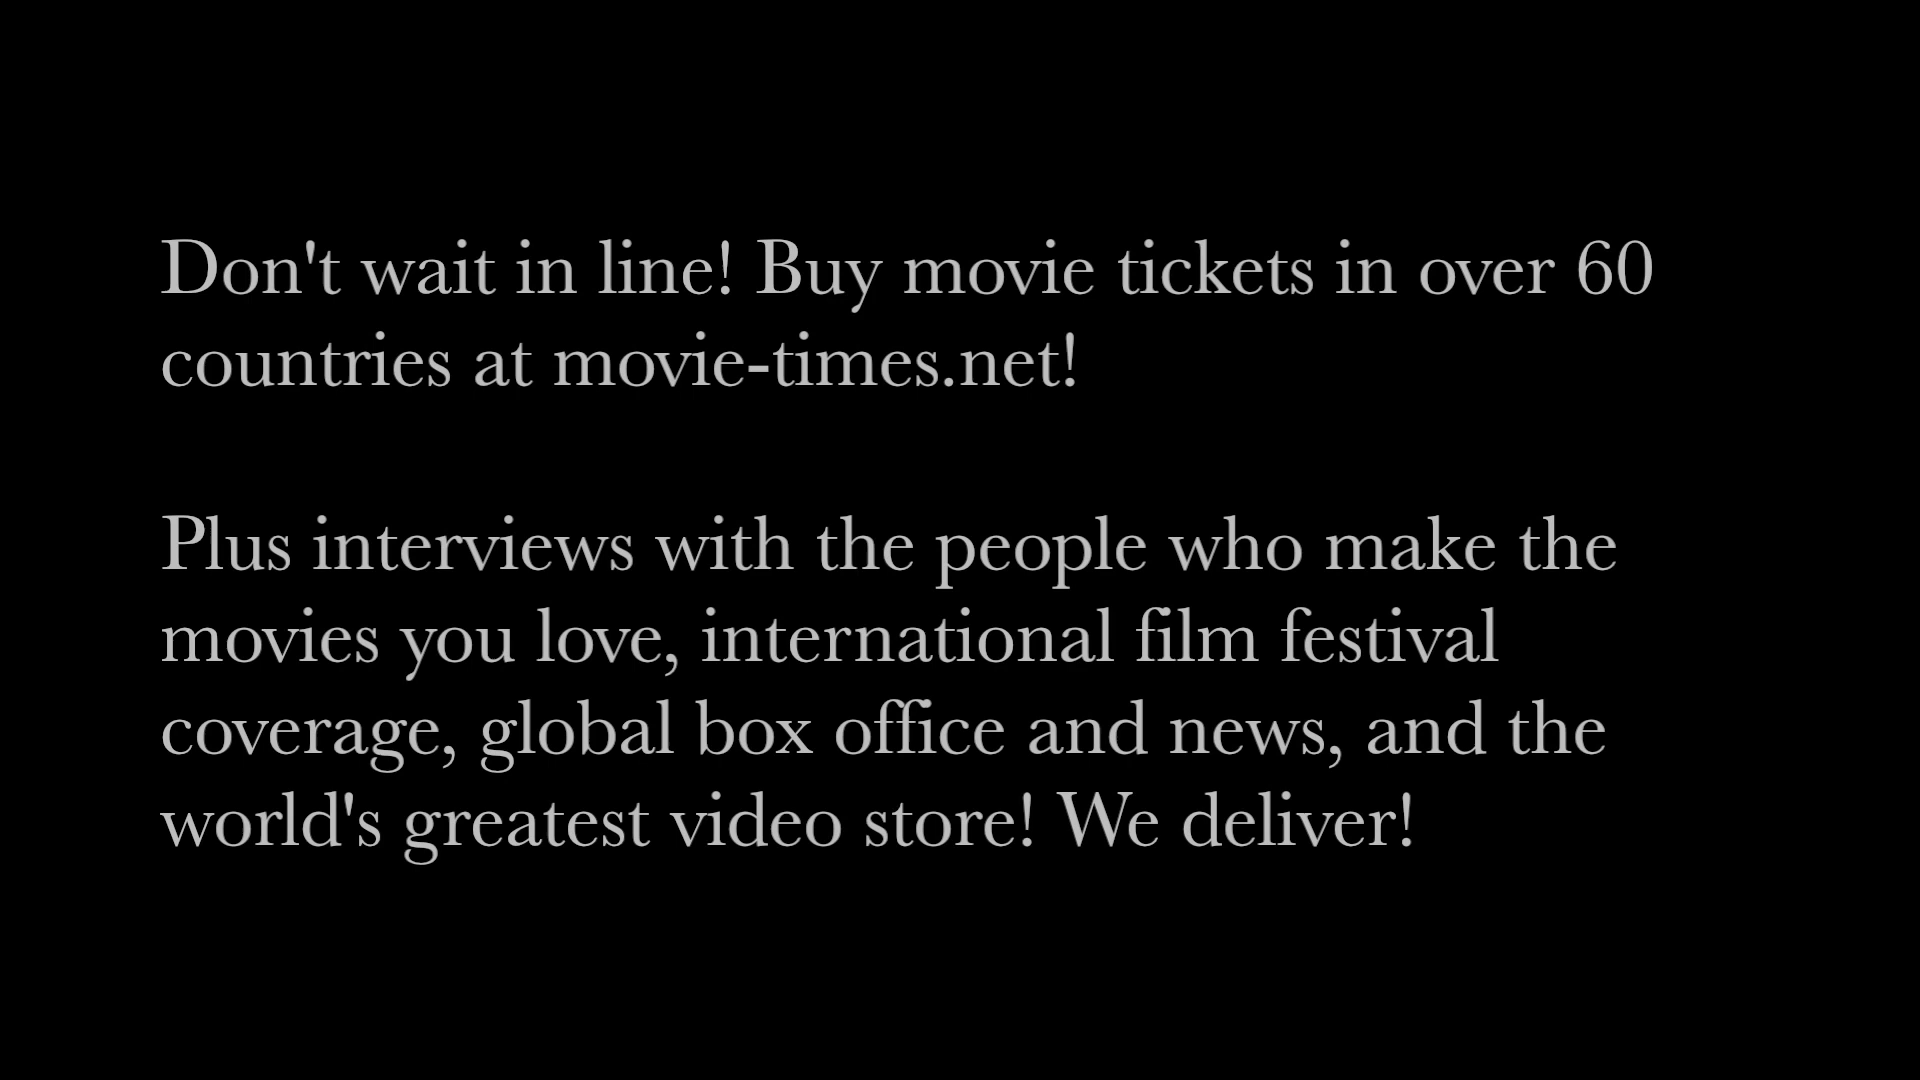 Don't wait in line! Buy movie tickets in over 60
countries at movie-times.net!
Plus interviews with the people who make the
movies you love, international film festival
coverage, global box office and news, and the
world's greatest video store! We deliver!